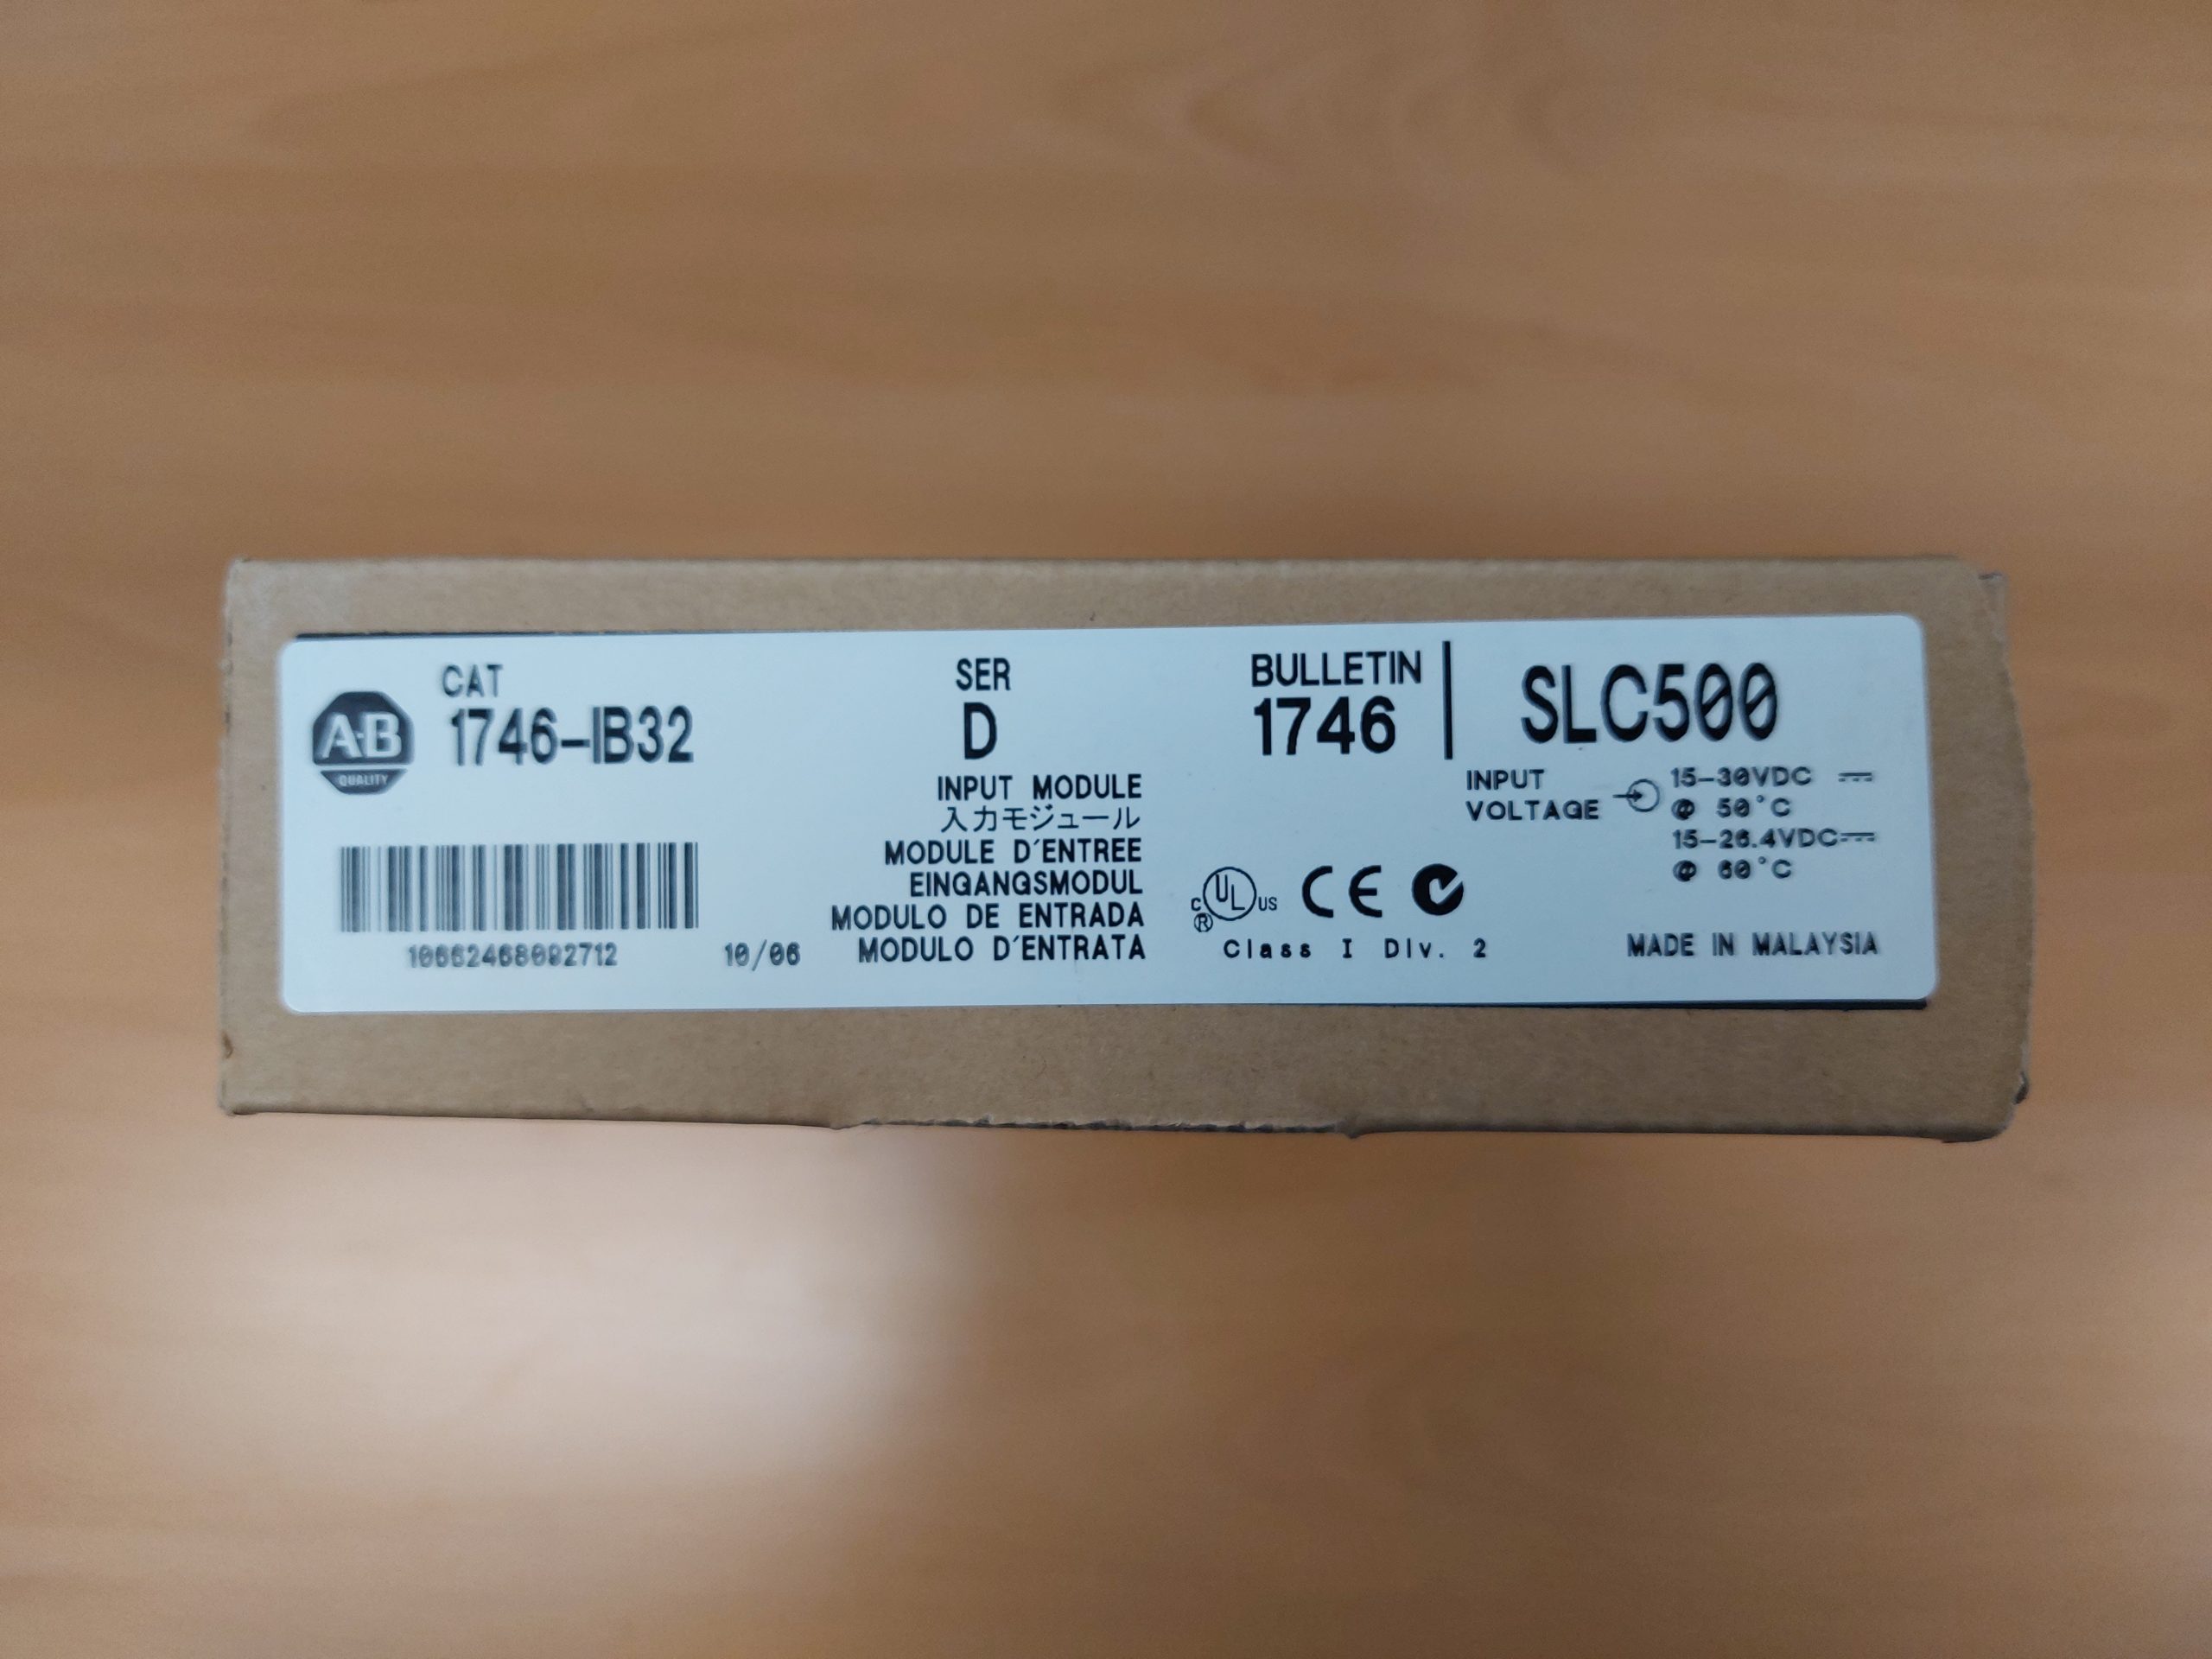 A-B
QUALITY
CAT
1746-IB32
SER
D
BULLETIN
1746
SLC500
INPUT MODULE
入力モジュール
MODULE D'ENTREE
EINGANGSMODUL
MODULO DE ENTRADA
MODULO D'ENTRATA
INPUT
VOLTAGE
15-30VDC
@ 50°C
15-26.4VDC
@ 60°C
C UL US
®
CE
Class I Div. 2
10662468092712
10/06
MADE IN MALAYSIA